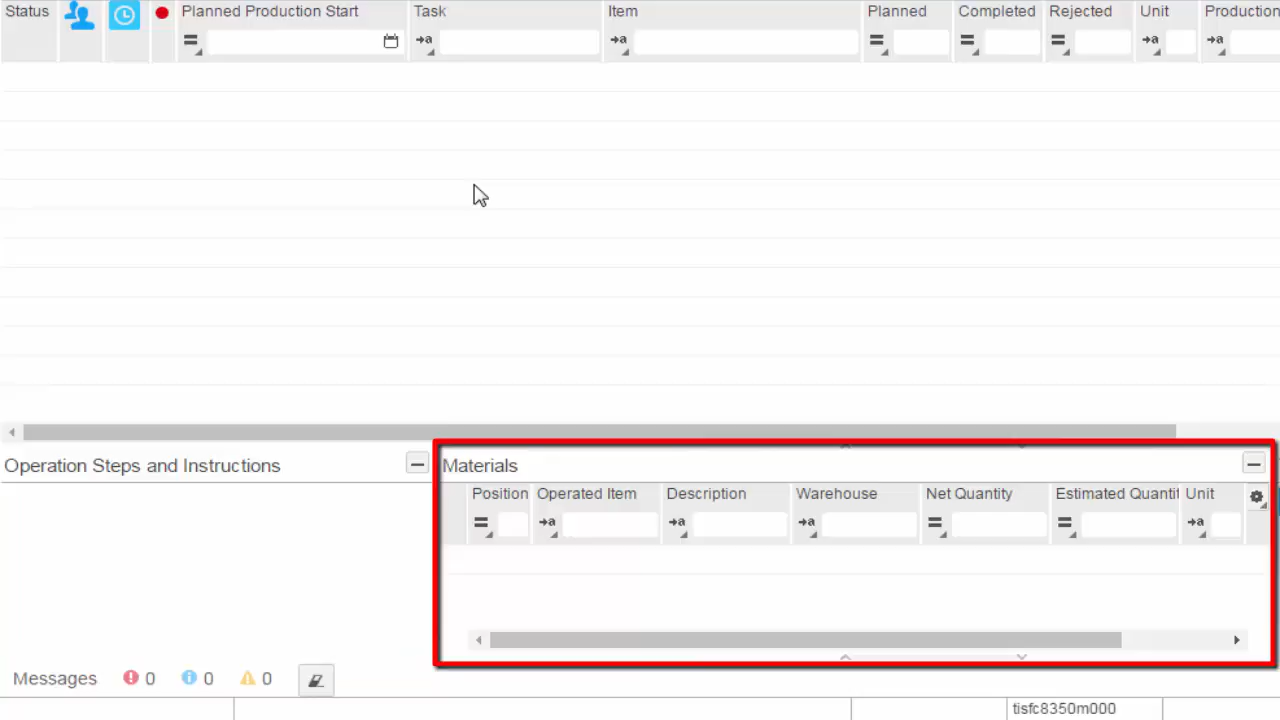 Status Planned Production Start Task Item Planned Completed Rejected Unit Production
Operation Steps and Instructions
Materials
Position Operated Item Description Warehouse Net Quantity Estimated Quantit Unit
Messages 0 0 0
tisfc8350m000